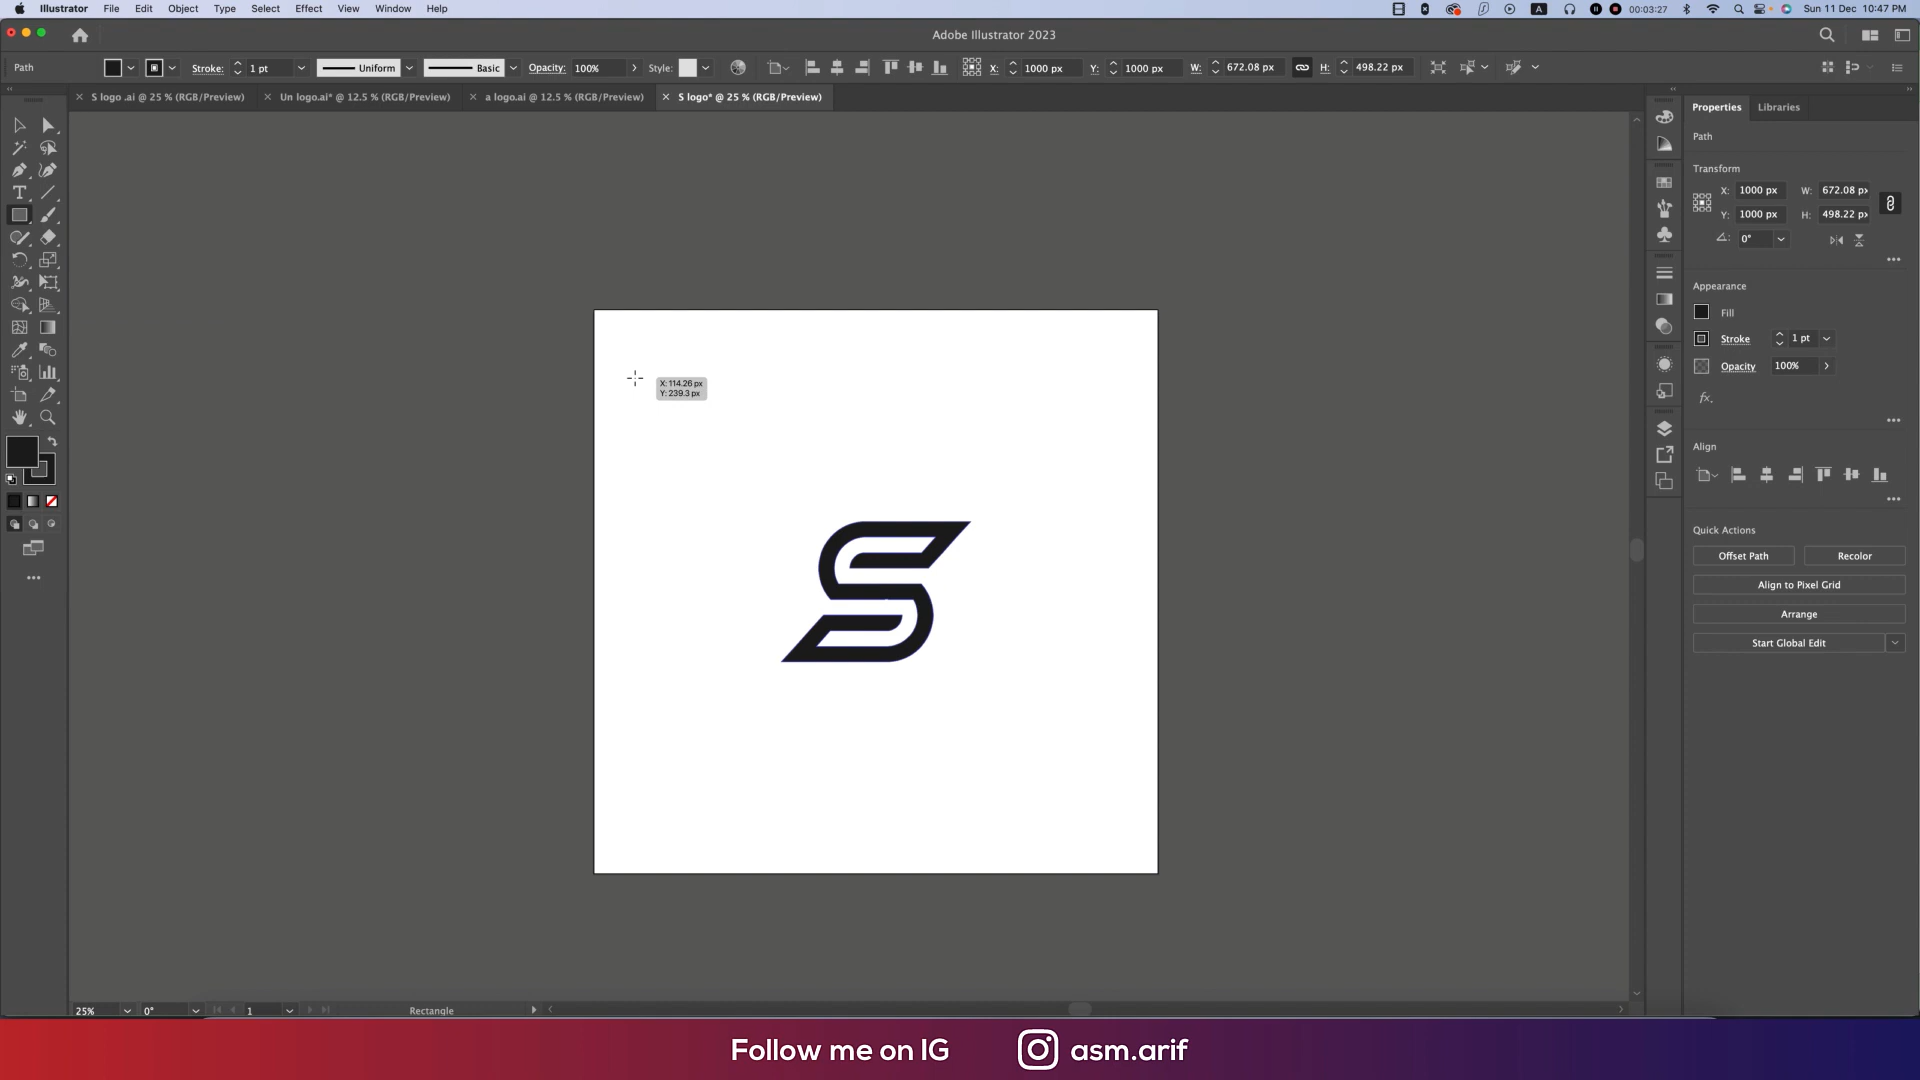 Illustrator File Edit Object Type Select Effect View Window Help
A 00:03:27 Sun 11 Dec 10:47 PM
Adobe Illustrator 2023
Path Stroke: 1 pt Uniform Basic Opacity: 100% Style: X: 1000 px Y: 1000 px W: 672.08 px H: 498.22 px
S logo .ai @ 25 % (RGB/Preview) Un logo.ai* @ 12.5 % (RGB/Preview) a logo.ai @ 12.5 % (RGB/Preview) S logo* @ 25 % (RGB/Preview)
Properties Libraries
Path
Transform
X: 1000 px W: 672.08 px
Y: 1000 px H: 498.22 px
0°
Appearance
Fill
Stroke 1 pt
Opacity 100%
fx.
Align
Quick Actions
Offset Path Recolor
Align to Pixel Grid
Arrange
Start Global Edit
X: 114.26 px
Y: 239.3 px
S
25% 0° 1 Rectangle
Follow me on IG asm.arif